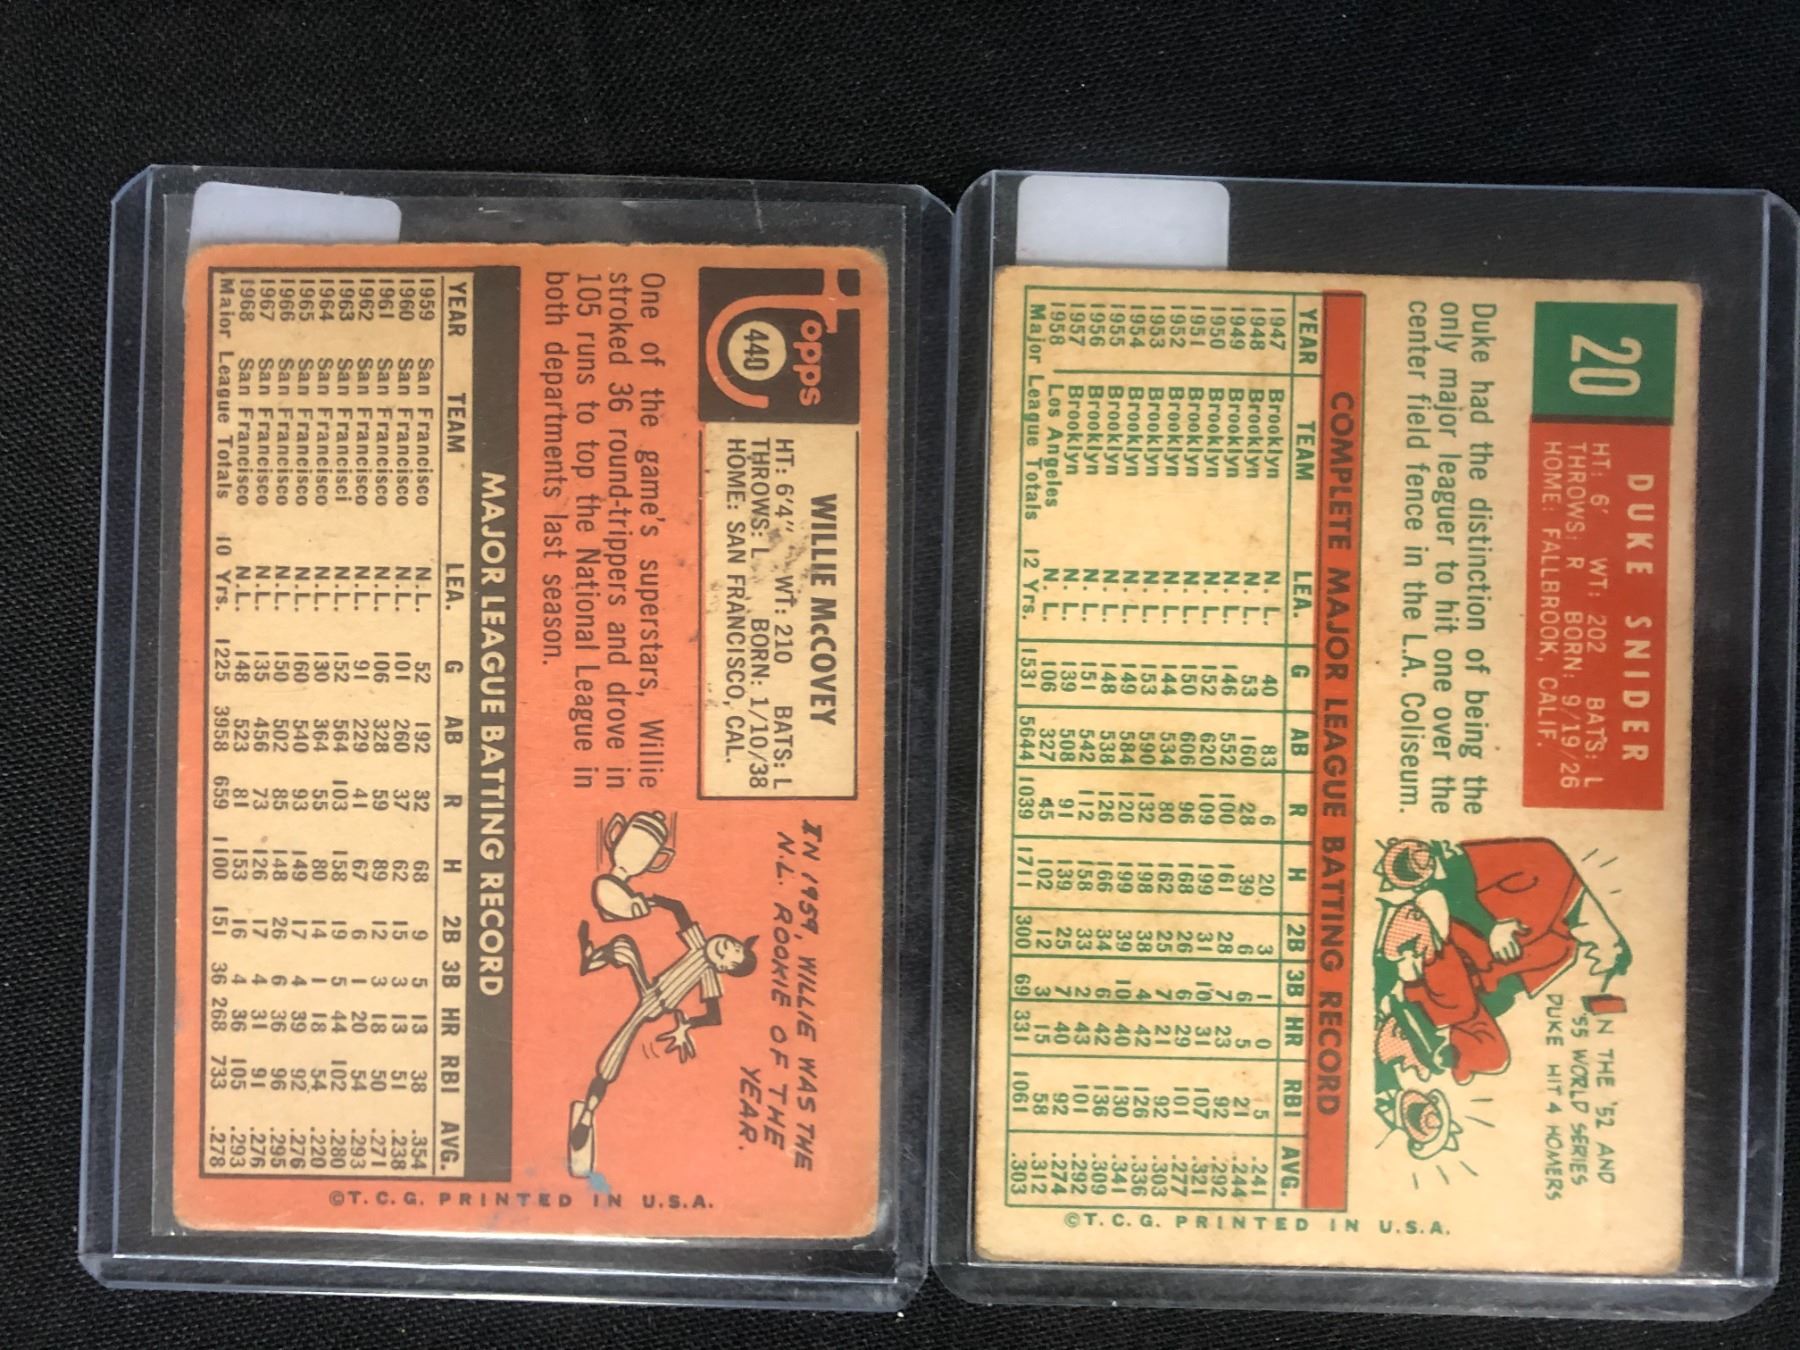 20
DUKE SNIDER
HT: 6' WT: 202 BATS: L
THROWS: R BORN: 9/19/26
HOME: FALLBROOK, CALIF.
Duke had the distinction of being the
only major leaguer to hit one over the
center field fence in the L.A. Coliseum.
IN THE '52 AND
'55 WORLD SERIES
DUKE HIT 4 HOMERS
COMPLETE MAJOR LEAGUE BATTING RECORD
YEAR TEAM LEA. G AB R H 2B 3B HR RBI AVG.
1947 Brooklyn N. L. 40 83 6 20 3 1 0 5 .241
1948 Brooklyn N. L. 53 160 28 39 6 6 5 21 .244
1949 Brooklyn N. L. 146 552 100 161 28 7 23 92 .292
1950 Brooklyn N. L. 152 620 109 199 31 10 31 107 .321
1951 Brooklyn N. L. 150 606 96 168 26 6 29 101 .277
1952 Brooklyn N. L. 144 534 80 162 25 7 21 92 .303
1953 Brooklyn N. L. 153 590 132 198 38 4 42 126 .336
1954 Brooklyn N. L. 149 584 120 199 39 10 40 130 .341
1955 Brooklyn N. L. 148 538 126 166 34 6 42 136 .309
1956 Brooklyn N. L. 151 542 112 158 33 2 43 101 .292
1957 Brooklyn N. L. 139 508 91 139 25 7 40 92 .274
1958 Los Angeles N. L. 106 327 45 102 12 3 15 58 .312
Major League Totals 12 Yrs. 1531 5644 1039 1711 300 69 331 1061 .303
©T. C. G. PRINTED IN U.S.A.
Topps
440
WILLIE McCOVEY
HT: 6'4" WT: 210 BATS: L
THROWS: L BORN: 1/10/38
HOME: SAN FRANCISCO, CAL.
One of the game's superstars, Willie
stroked 36 round-trippers and drove in
105 runs to top the National League in
both departments last season.
IN 1959, WILLIE WAS THE
N.L. ROOKIE OF THE
YEAR.
MAJOR LEAGUE BATTING RECORD
YEAR TEAM LEA. G AB R H 2B 3B HR RBI AVG.
1959 San Francisco N.L. 52 192 32 68 9 5 13 38 .354
1960 San Francisco N.L. 101 260 37 62 15 3 13 51 .238
1961 San Francisco N.L. 106 328 59 89 12 3 18 50 .271
1962 San Francisco N.L. 91 229 41 67 6 1 20 54 .293
1963 San Francisci N.L. 152 564 103 158 19 5 44 102 .280
1964 San Francisco N.L. 130 364 55 80 14 1 18 54 .220
1965 San Francisco N.L. 160 540 93 149 17 4 39 92 .276
1966 San Francisco N.L. 150 502 85 148 26 6 36 96 .295
1967 San Francisco N.L. 135 456 73 126 17 4 31 91 .276
1968 San Francisco N.L. 148 523 81 153 16 4 36 105 .293
Major League Totals 10 Yrs. 1225 3958 659 1100 151 36 268 733 .278
©T. C. G. PRINTED IN U.S.A.